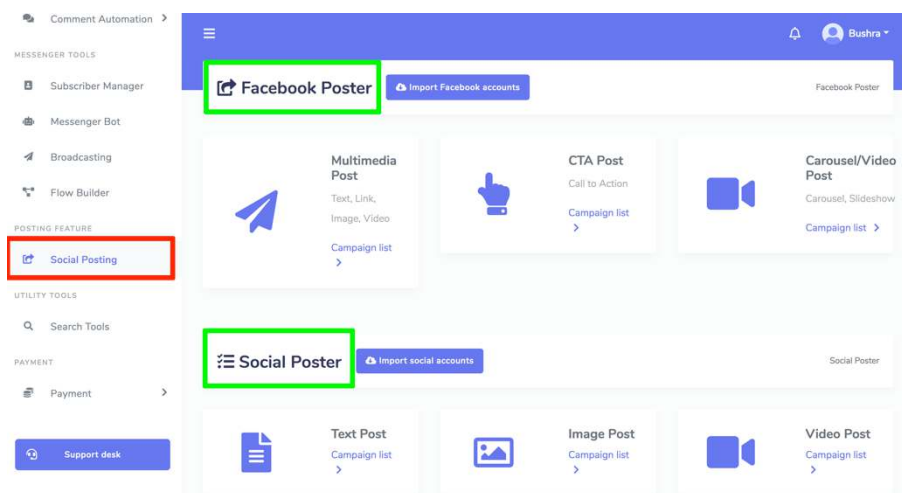 Comment Automation
MESSENGER TOOLS
Subscriber Manager
Messenger Bot
Broadcasting
Flow Builder
POSTING FEATURE
Social Posting
UTILITY TOOLS
Search Tools
PAYMENT
Payment
Support desk
Bushra
Facebook Poster
Import Facebook accounts
Facebook Poster
Multimedia
Post
Text, Link,
Image, Video
Campaign list
CTA Post
Call to Action
Campaign list
Carousel/Video
Post
Carousel, Slideshow
Campaign list
Social Poster
Import social accounts
Social Poster
Text Post
Campaign list
Image Post
Campaign list
Video Post
Campaign list